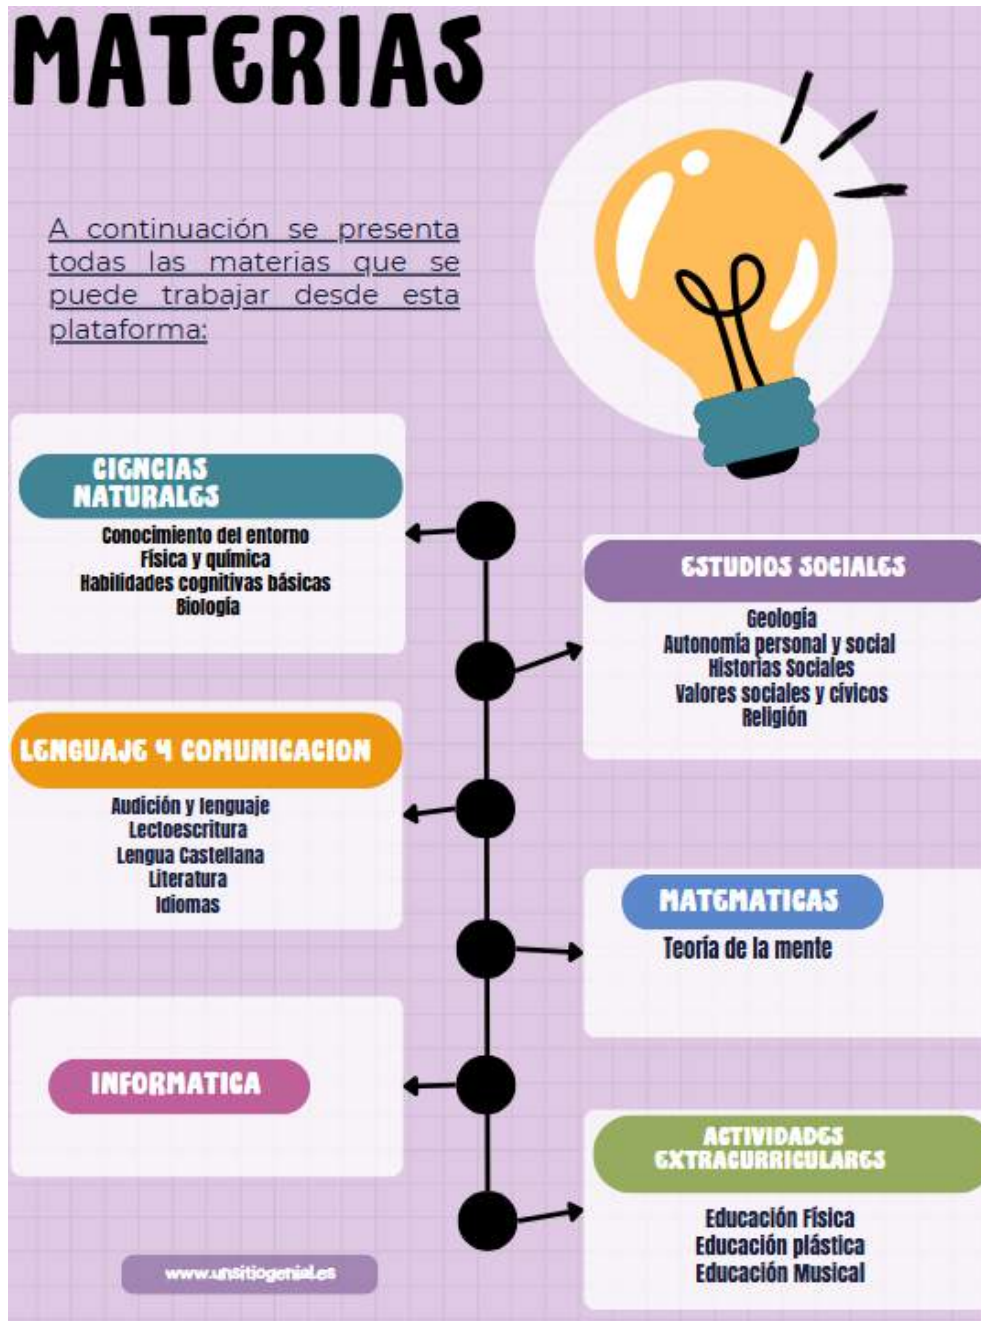 MATERIAS
A continuación se presenta
todas las materias que se
puede trabajar desde esta
plataforma:
CIENCIAS
NATURALES
Conocimiento del entorno
Física y química
Habilidades cognitivas básicas
Biología
ESTUDIOS SOCIALES
Geología
Autonomía personal y social
Historias Sociales
Valores sociales y cívicos
Religión
LENGUAJE Y COMUNICACION
Audición y lenguaje
Lectoescritura
Lengua Castellana
Literatura
Idiomas
MATEMATICAS
Teoría de la mente
INFORMATICA
ACTIVIDADES
EXTRACURRICULARES
Educación Física
Educación plástica
Educación Musical
www.unsitiogenial.es